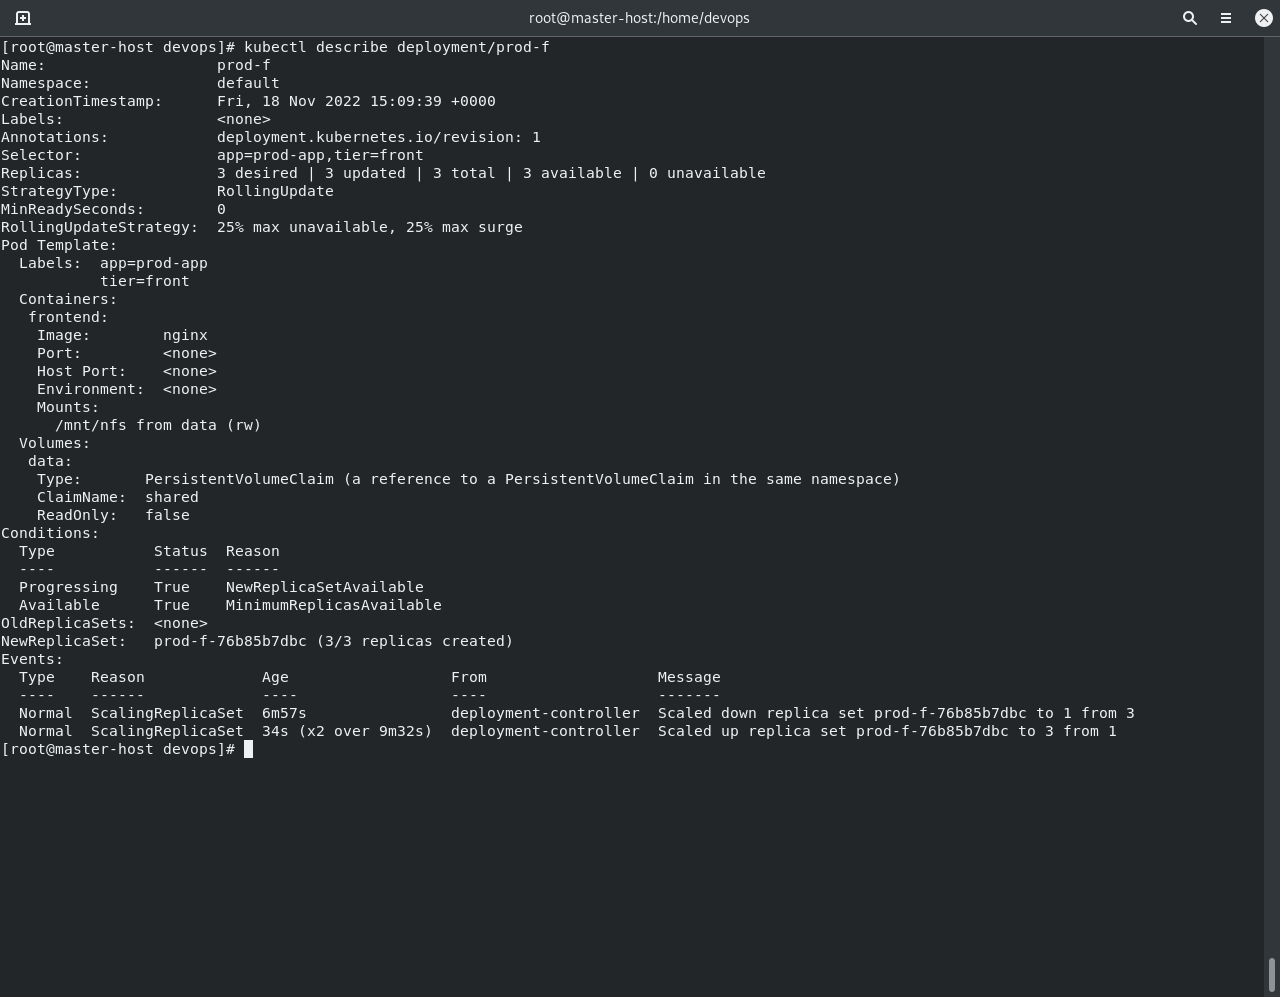 root@master-host:/home/devops
[root@master-host devops]# kubectl describe deployment/prod-f
Name:                   prod-f
Namespace:              default
CreationTimestamp:      Fri, 18 Nov 2022 15:09:39 +0000
Labels:                 <none>
Annotations:            deployment.kubernetes.io/revision: 1
Selector:               app=prod-app,tier=front
Replicas:               3 desired | 3 updated | 3 total | 3 available | 0 unavailable
StrategyType:           RollingUpdate
MinReadySeconds:        0
RollingUpdateStrategy:  25% max unavailable, 25% max surge
Pod Template:
  Labels:  app=prod-app
           tier=front
  Containers:
   frontend:
    Image:        nginx
    Port:         <none>
    Host Port:    <none>
    Environment:  <none>
    Mounts:
      /mnt/nfs from data (rw)
  Volumes:
   data:
    Type:       PersistentVolumeClaim (a reference to a PersistentVolumeClaim in the same namespace)
    ClaimName:  shared
    ReadOnly:   false
Conditions:
  Type           Status  Reason
  ----           ------  ------
  Progressing    True    NewReplicaSetAvailable
  Available      True    MinimumReplicasAvailable
OldReplicaSets:  <none>
NewReplicaSet:   prod-f-76b85b7dbc (3/3 replicas created)
Events:
  Type    Reason             Age                  From                   Message
  ----    ------             ----                 ----                   -------
  Normal  ScalingReplicaSet  6m57s                deployment-controller  Scaled down replica set prod-f-76b85b7dbc to 1 from 3
  Normal  ScalingReplicaSet  34s (x2 over 9m32s)  deployment-controller  Scaled up replica set prod-f-76b85b7dbc to 3 from 1
[root@master-host devops]#